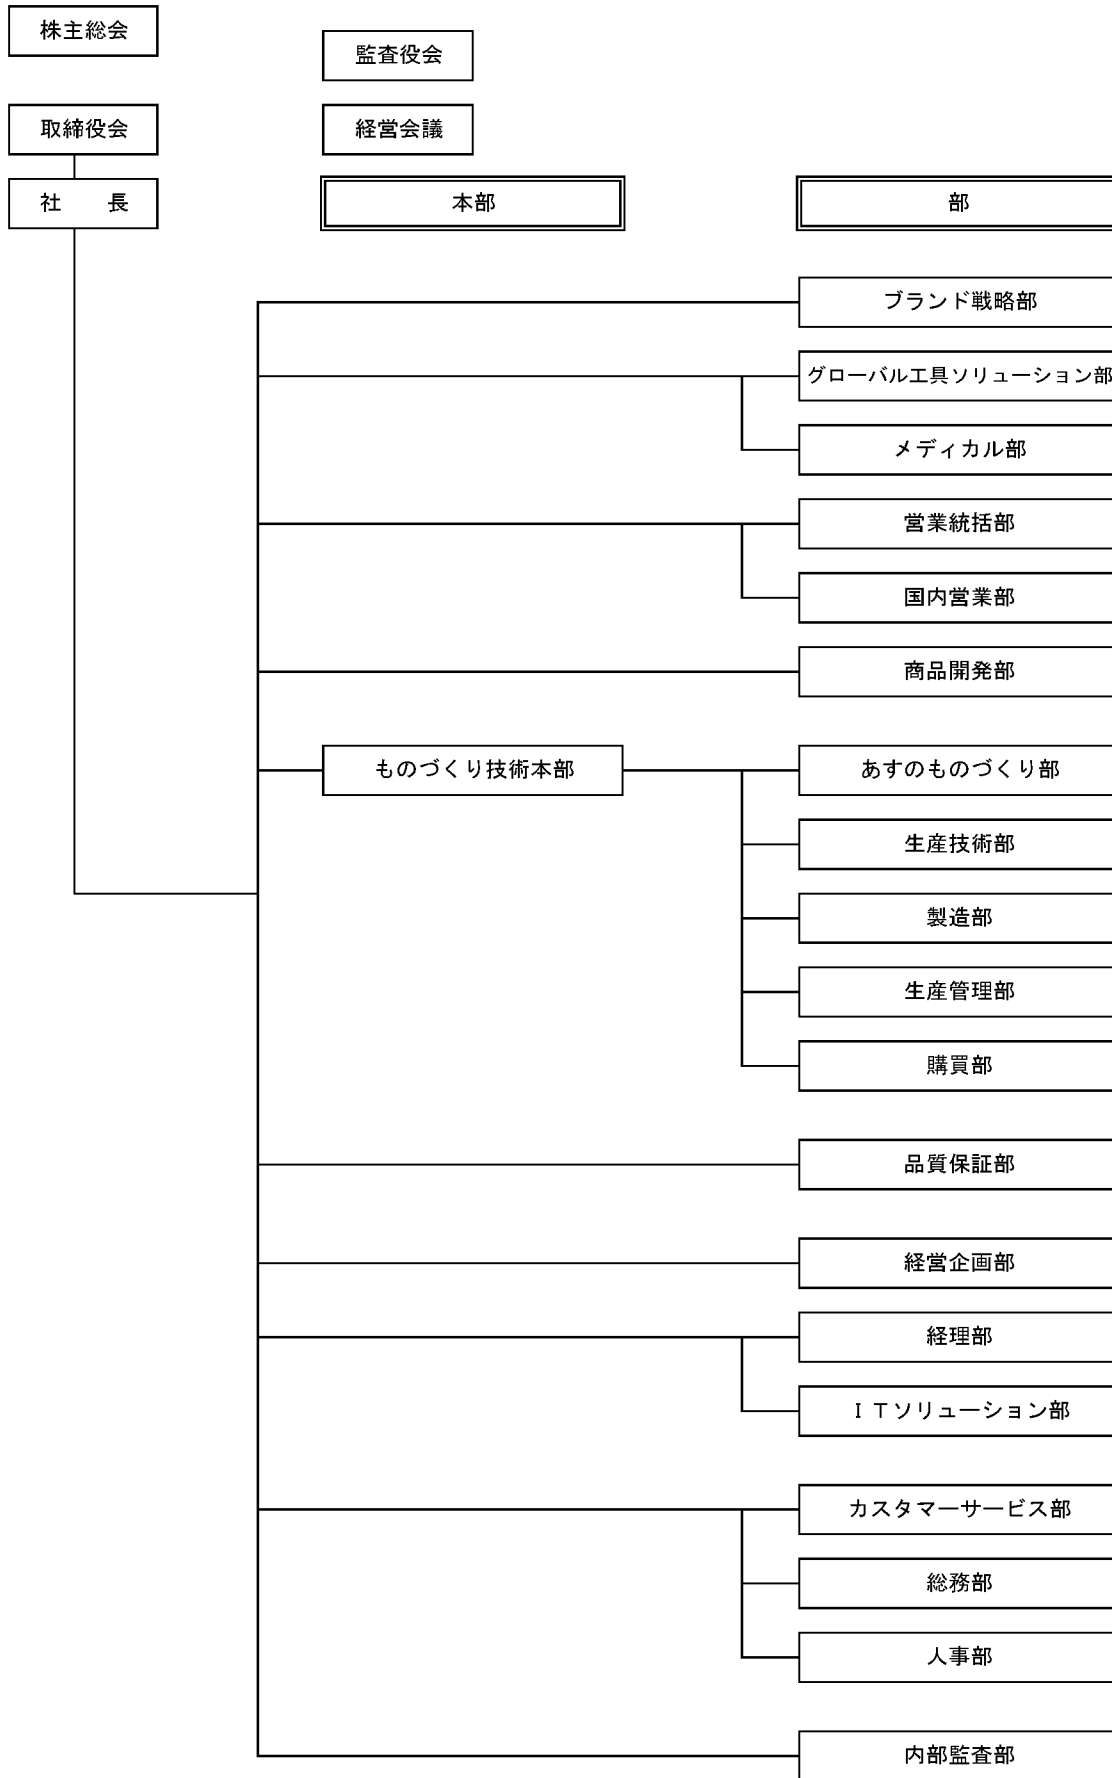 株主総会
監査役会
取締役会
経営会議
社　　長
本部
部
ブランド戦略部
グローバル工具ソリューション部
メディカル部
営業統括部
国内営業部
商品開発部
ものづくり技術本部
あすのものづくり部
生産技術部
製造部
生産管理部
購買部
品質保証部
経営企画部
経理部
ＩＴソリューション部
カスタマーサービス部
総務部
人事部
内部監査部